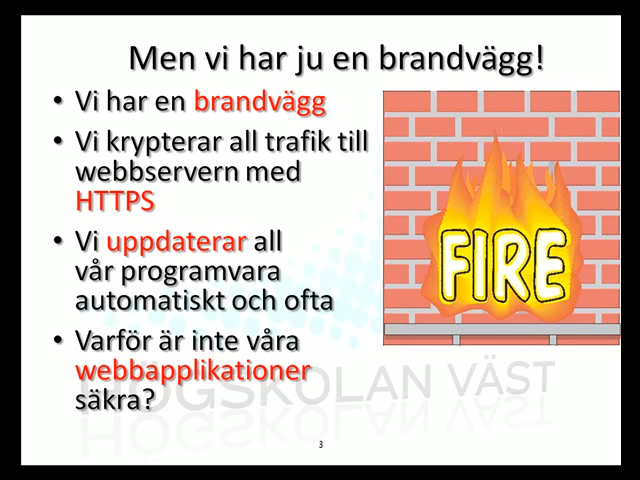 Men vi har ju en brandvägg!
• Vi har en brandvägg
• Vi krypterar all trafik till
webbservern med
HTTPS
• Vi uppdaterar all
vår programvara
automatiskt och ofta
• Varför är inte våra
webbapplikationer
säkra?
FIRE
HÖGSKOLAN VÄST
3